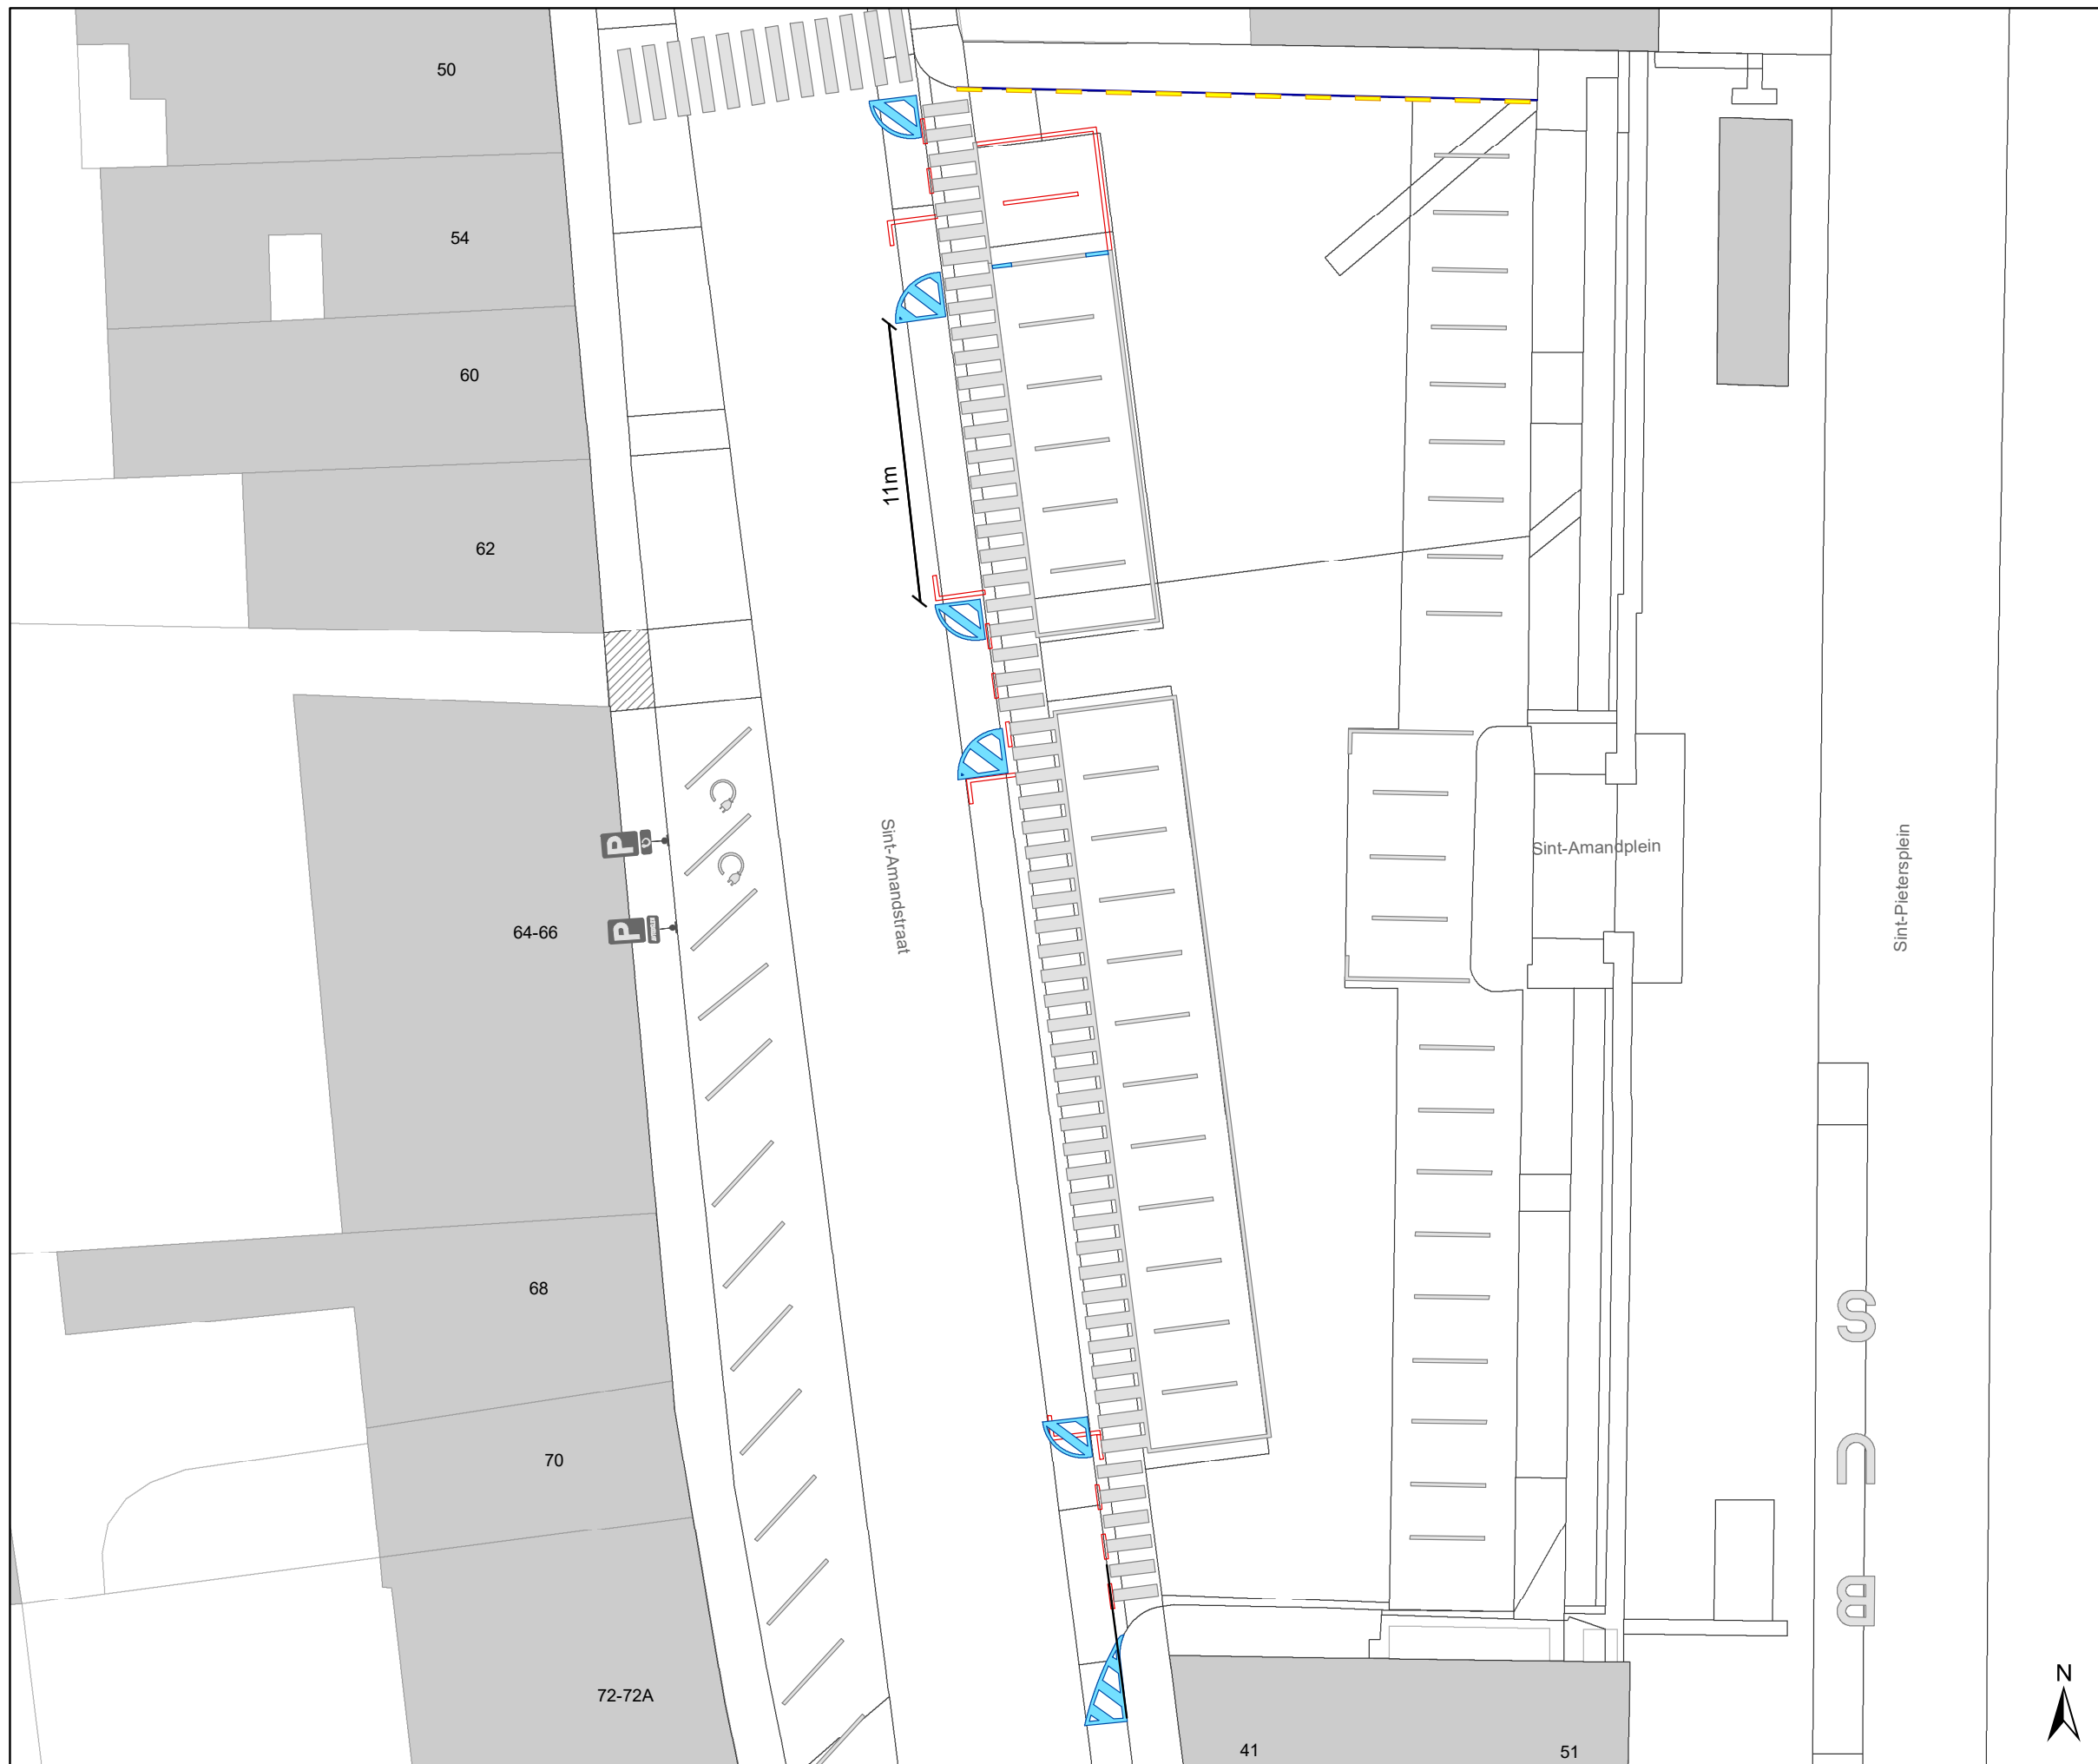 50
54
60
62
11m
P
P
64-66
Sint-Amandstraat
Sint-Amandplein
Sint-Pietersplein
68
70
72-72A
BUS
41
51
N